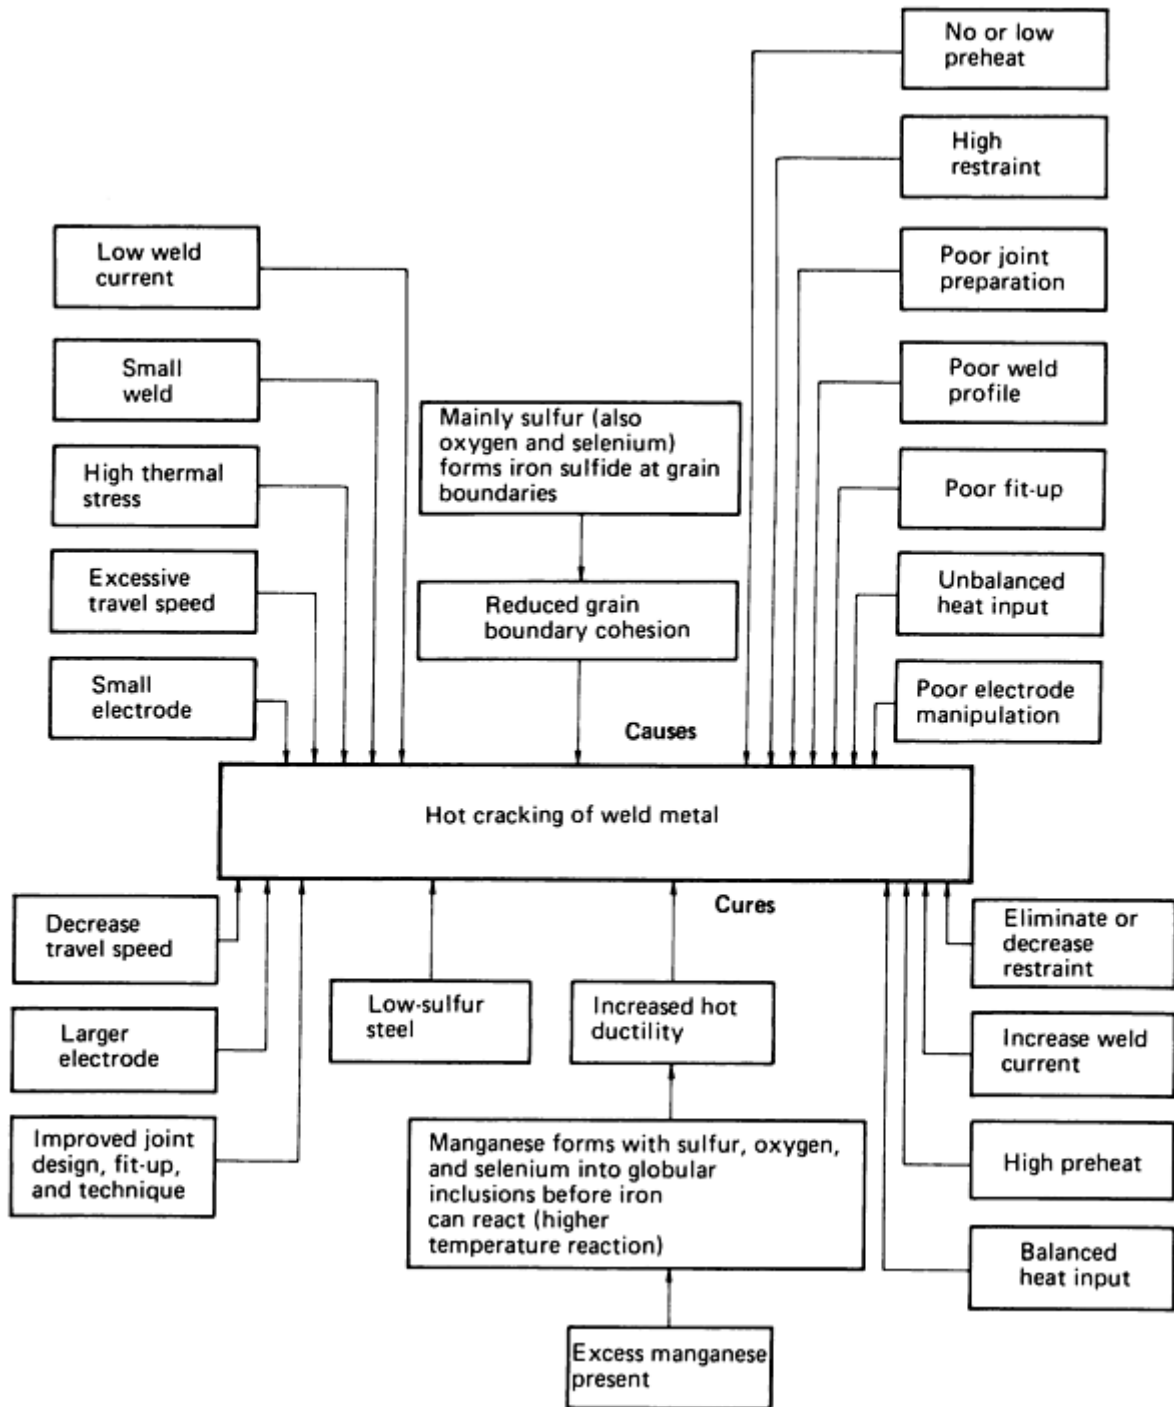 No or low
preheat
High
restraint
Low weld
current
Poor joint
preparation
Small
weld
Poor weld
profile
Mainly sulfur (also
oxygen and selenium)
forms iron sulfide at grain
boundaries
High thermal
stress
Poor fit-up
Excessive
travel speed
Reduced grain
boundary cohesion
Unbalanced
heat input
Small
electrode
Poor electrode
manipulation
Causes
Hot cracking of weld metal
Cures
Decrease
travel speed
Low-sulfur
steel
Increased hot
ductility
Eliminate or
decrease
restraint
Larger
electrode
Increase weld
current
Improved joint
design, fit-up,
and technique
Manganese forms with sulfur, oxygen,
and selenium into globular
inclusions before iron
can react (higher
temperature reaction)
High preheat
Balanced
heat input
Excess manganese
present